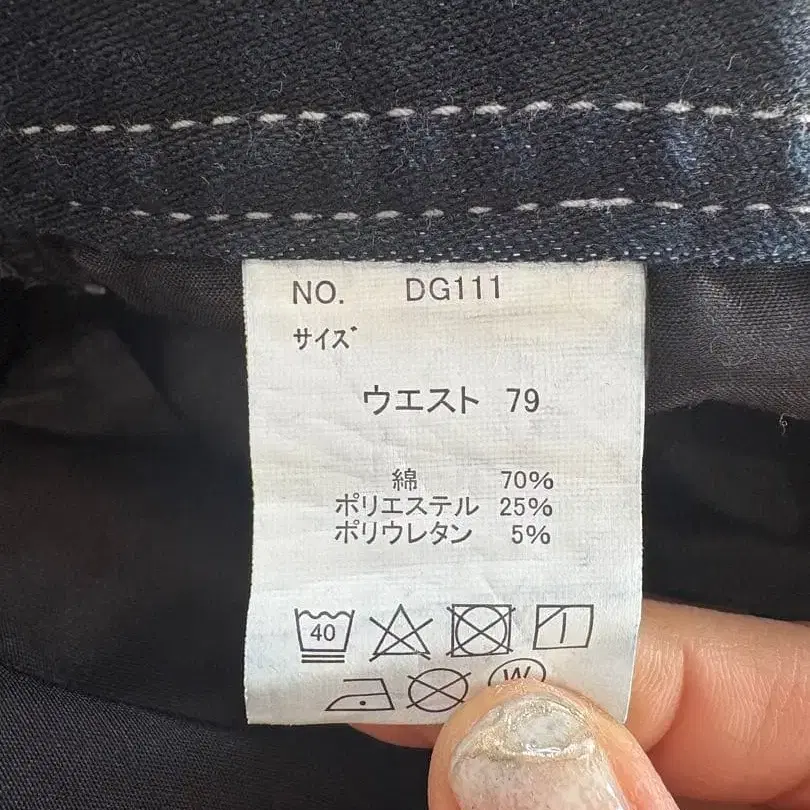 NO. DG111
サイズ
ウエスト 79
綿 70%
ポリエステル 25%
ポリウレタン 5%
40
W